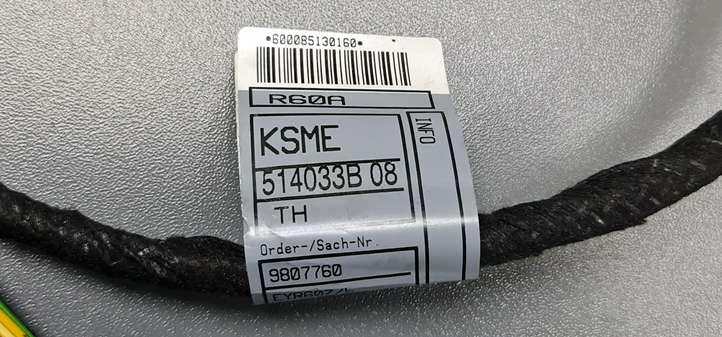 *600085130160*
R60A
INFO
KSME
514033B 08
TH
Order-/Sach-Nr.
9807760